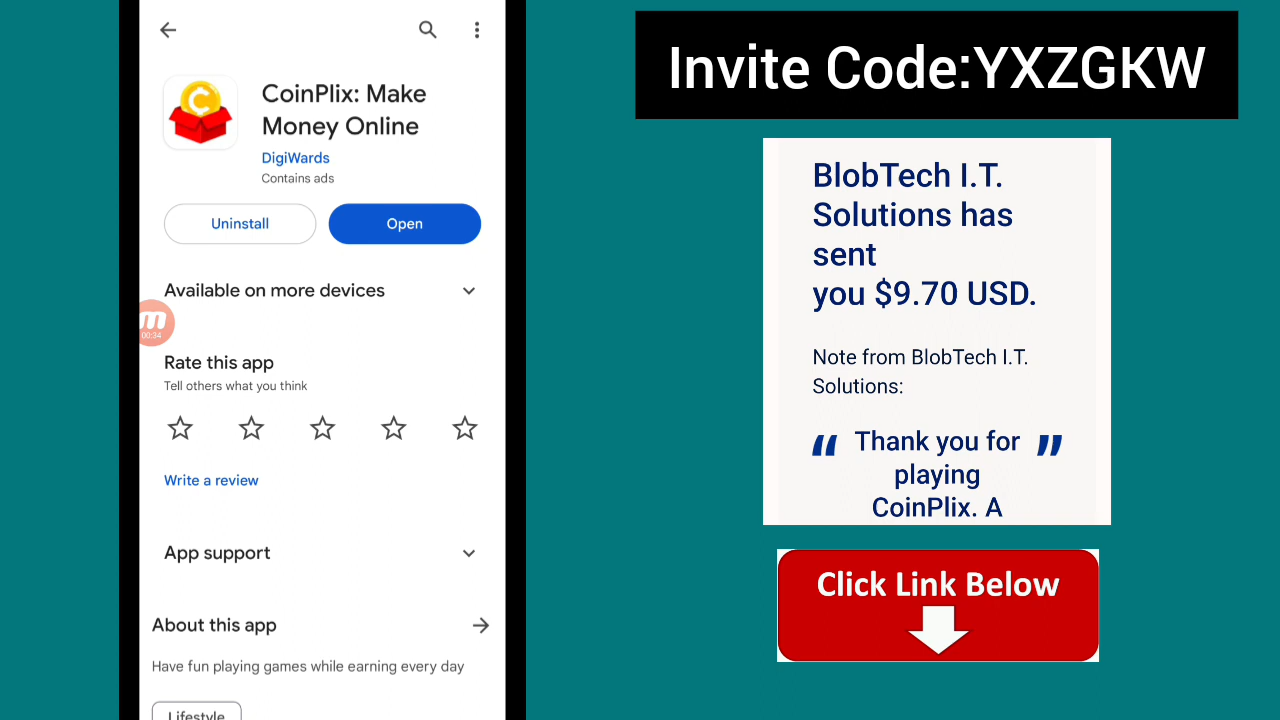 CoinPlix: Make
Money Online
DigiWards
Contains ads
Uninstall
Open
Available on more devices
00:34
Rate this app
Tell others what you think
Write a review
App support
About this app
Have fun playing games while earning every day
Lifestyle
Invite Code:YXZGKW
BlobTech I.T.
Solutions has
sent
you $9.70 USD.
Note from BlobTech I.T.
Solutions:
“ Thank you for ”
playing
CoinPlix. A
Click Link Below